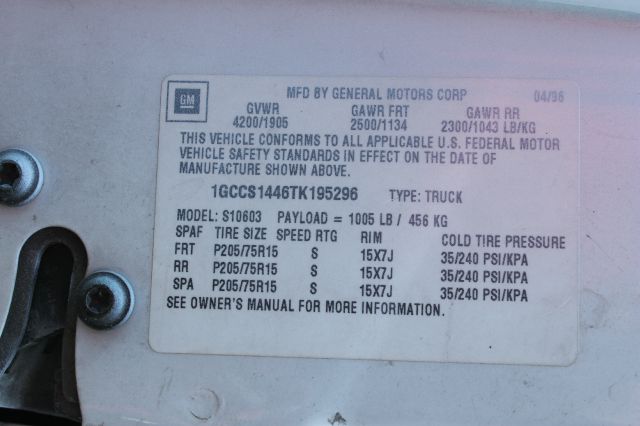 GM MFD BY GENERAL MOTORS CORP 04/96
GVWR GAWR FRT GAWR RR
4200/1905 2500/1134 2300/1043 LB/KG
THIS VEHICLE CONFORMS TO ALL APPLICABLE U.S. FEDERAL MOTOR
VEHICLE SAFETY STANDARDS IN EFFECT ON THE DATE OF
MANUFACTURE SHOWN ABOVE.
1GCCS1446TK195296 TYPE: TRUCK
MODEL: S10603 PAYLOAD = 1005 LB / 456 KG
SPAF TIRE SIZE SPEED RTG RIM COLD TIRE PRESSURE
FRT P205/75R15 S 15X7J 35/240 PSI/KPA
RR P205/75R15 S 15X7J 35/240 PSI/KPA
SPA P205/75R15 S 15X7J 35/240 PSI/KPA
SEE OWNER'S MANUAL FOR MORE INFORMATION.